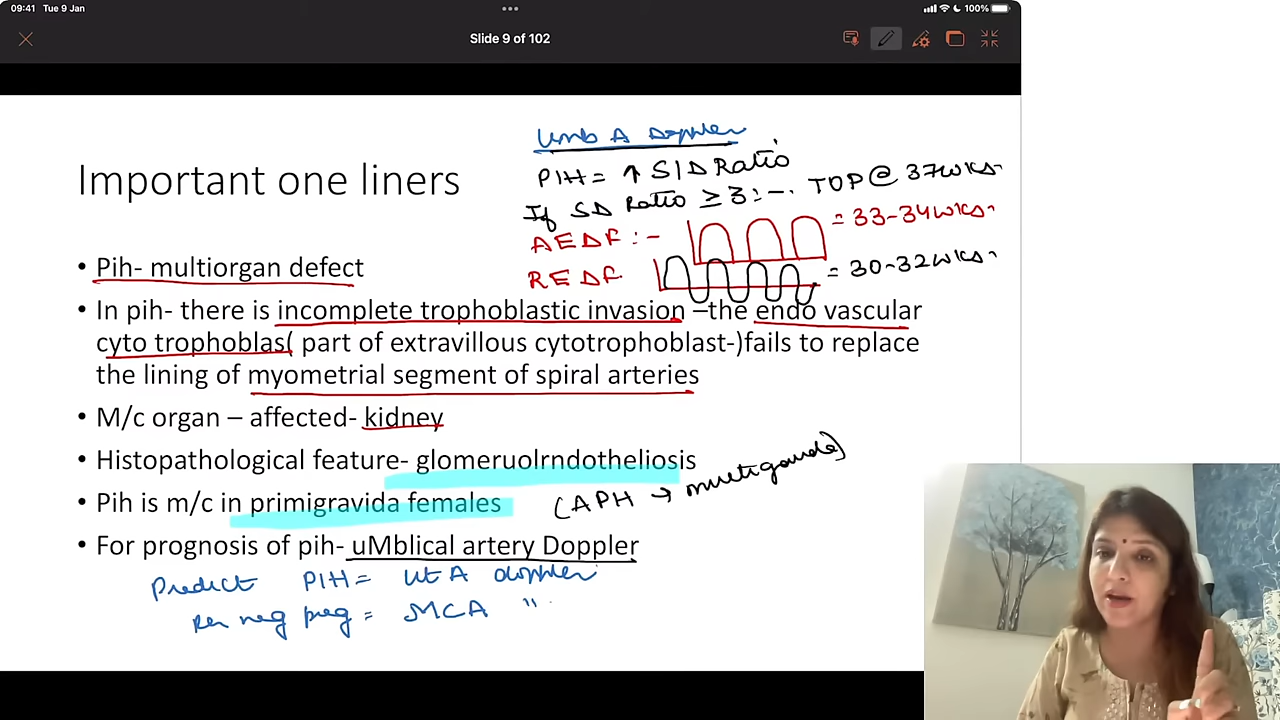 09:41 Tue 9 Jan
100%
Slide 9 of 102
Umb A Doppler
PIH = ↑ S/D Ratio
If SD Ratio ≥ 3 :- TOP @ 37wks
AEDF :- = 33-34wks
REDF = 30-32wks
Important one liners
• Pih- multiorgan defect
• In pih- there is incomplete trophoblastic invasion –the endo vascular
cyto trophoblas( part of extravillous cytotrophoblast-)fails to replace
the lining of myometrial segment of spiral arteries
• M/c organ – affected- kidney
• Histopathological feature- glomeruolrndotheliosis
• Pih is m/c in primigravida females
(APH → multigravida)
• For prognosis of pih- uMblical artery Doppler
Predict PIH = Ut A doppler
Rh neg preg = MCA "